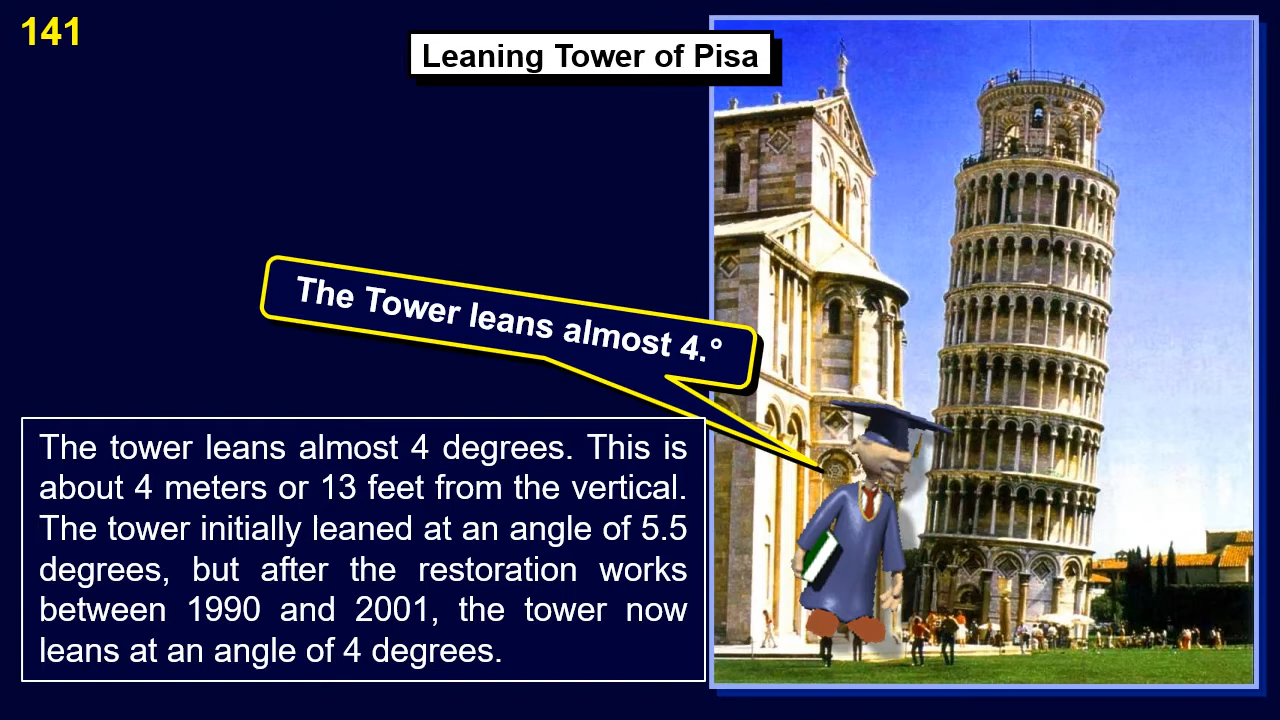 141
Leaning Tower of Pisa
The Tower leans almost 4.°
The tower leans almost 4 degrees. This is
about 4 meters or 13 feet from the vertical.
The tower initially leaned at an angle of 5.5
degrees, but after the restoration works
between 1990 and 2001, the tower now
leans at an angle of 4 degrees.